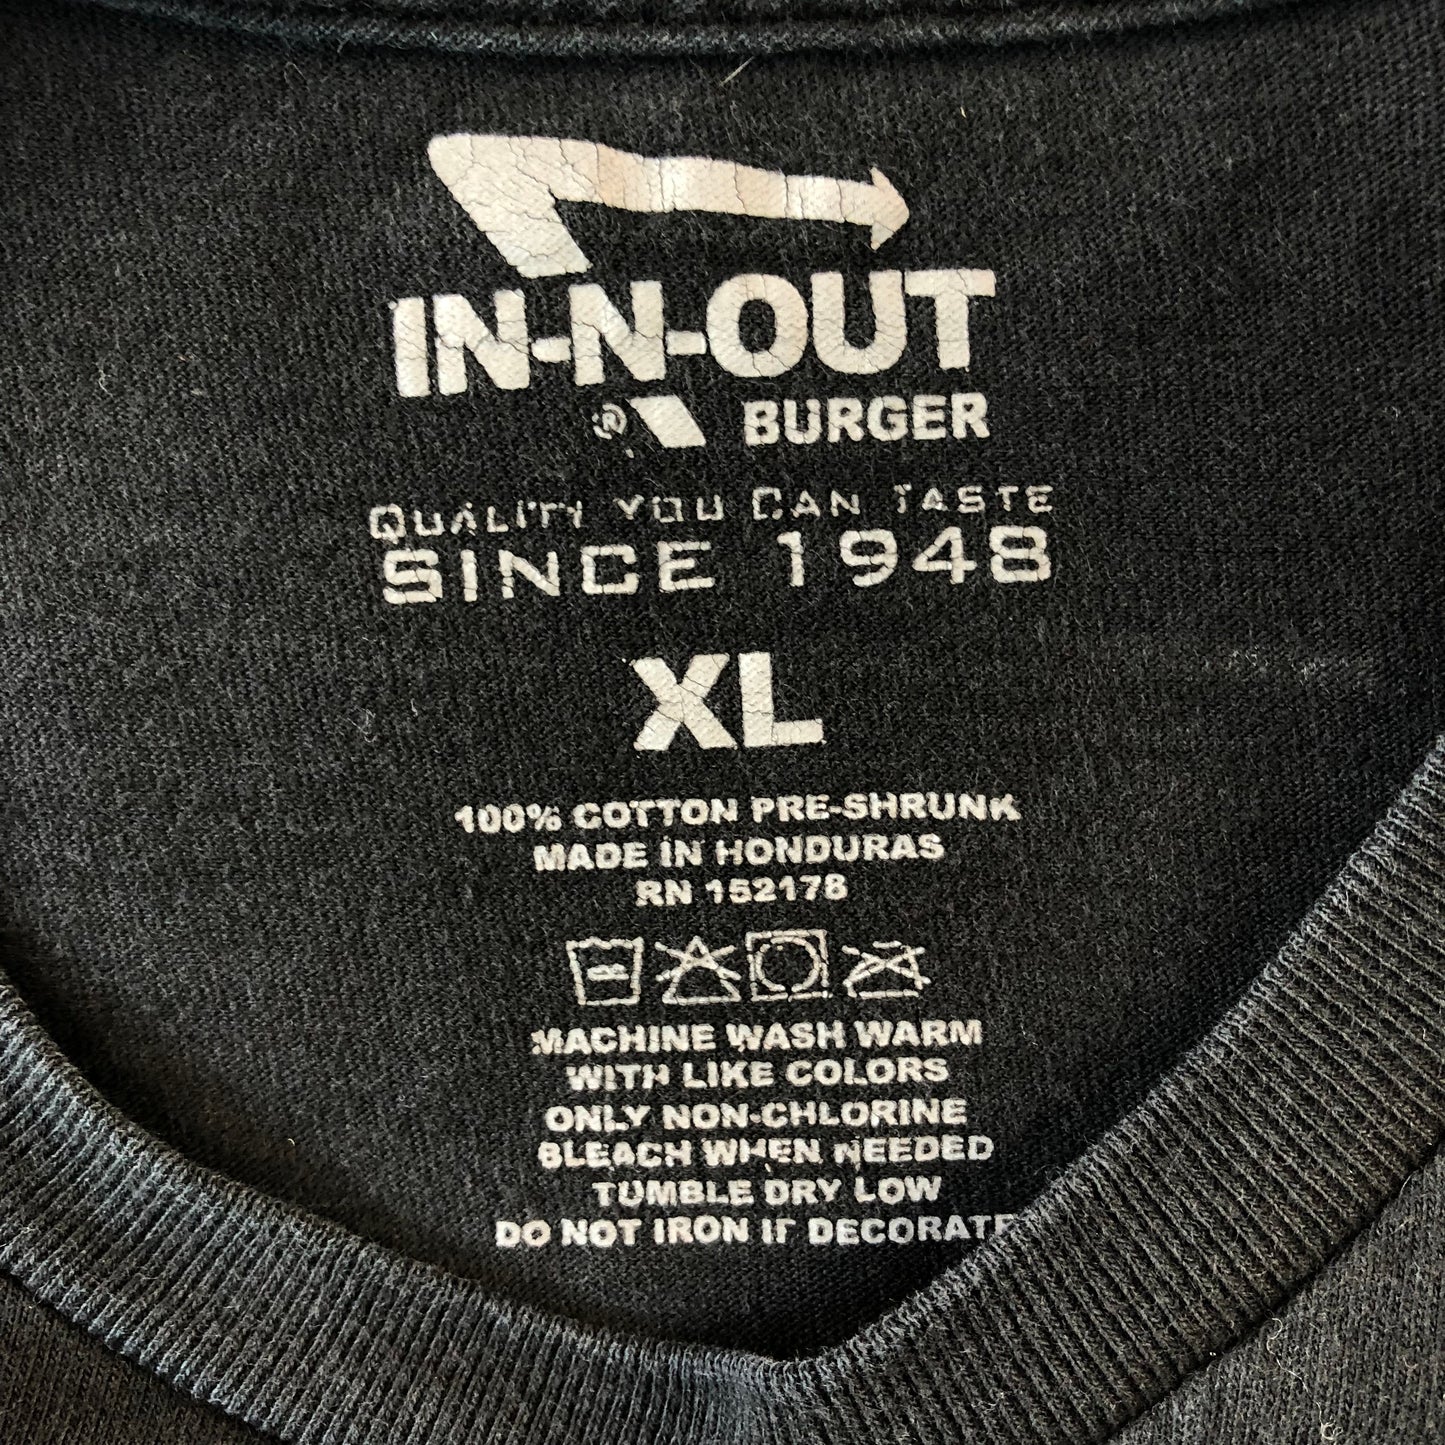 IN-N-OUT
® BURGER
QUALITY YOU CAN TASTE
SINCE 1948
XL
100% COTTON PRE-SHRUNK
MADE IN HONDURAS
RN 152178
MACHINE WASH WARM
WITH LIKE COLORS
ONLY NON-CHLORINE
BLEACH WHEN NEEDED
TUMBLE DRY LOW
DO NOT IRON IF DECORATE